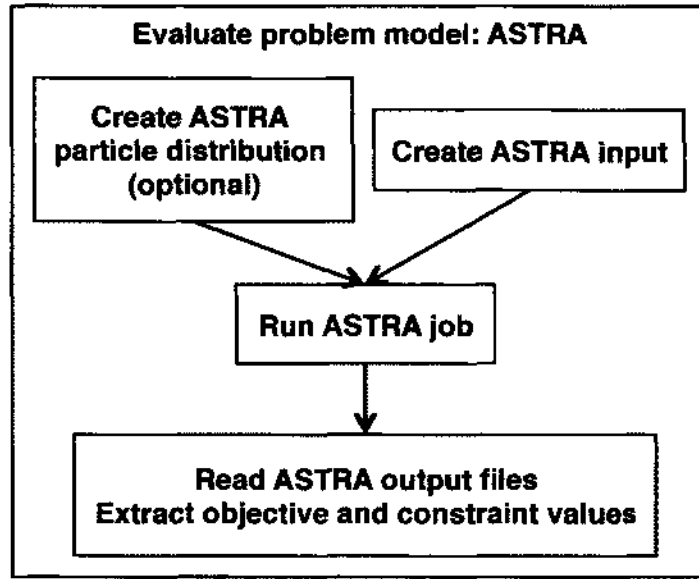 Evaluate problem model: ASTRA
Create ASTRA
particle distribution
(optional)
Create ASTRA input
Run ASTRA job
Read ASTRA output files
Extract objective and constraint values